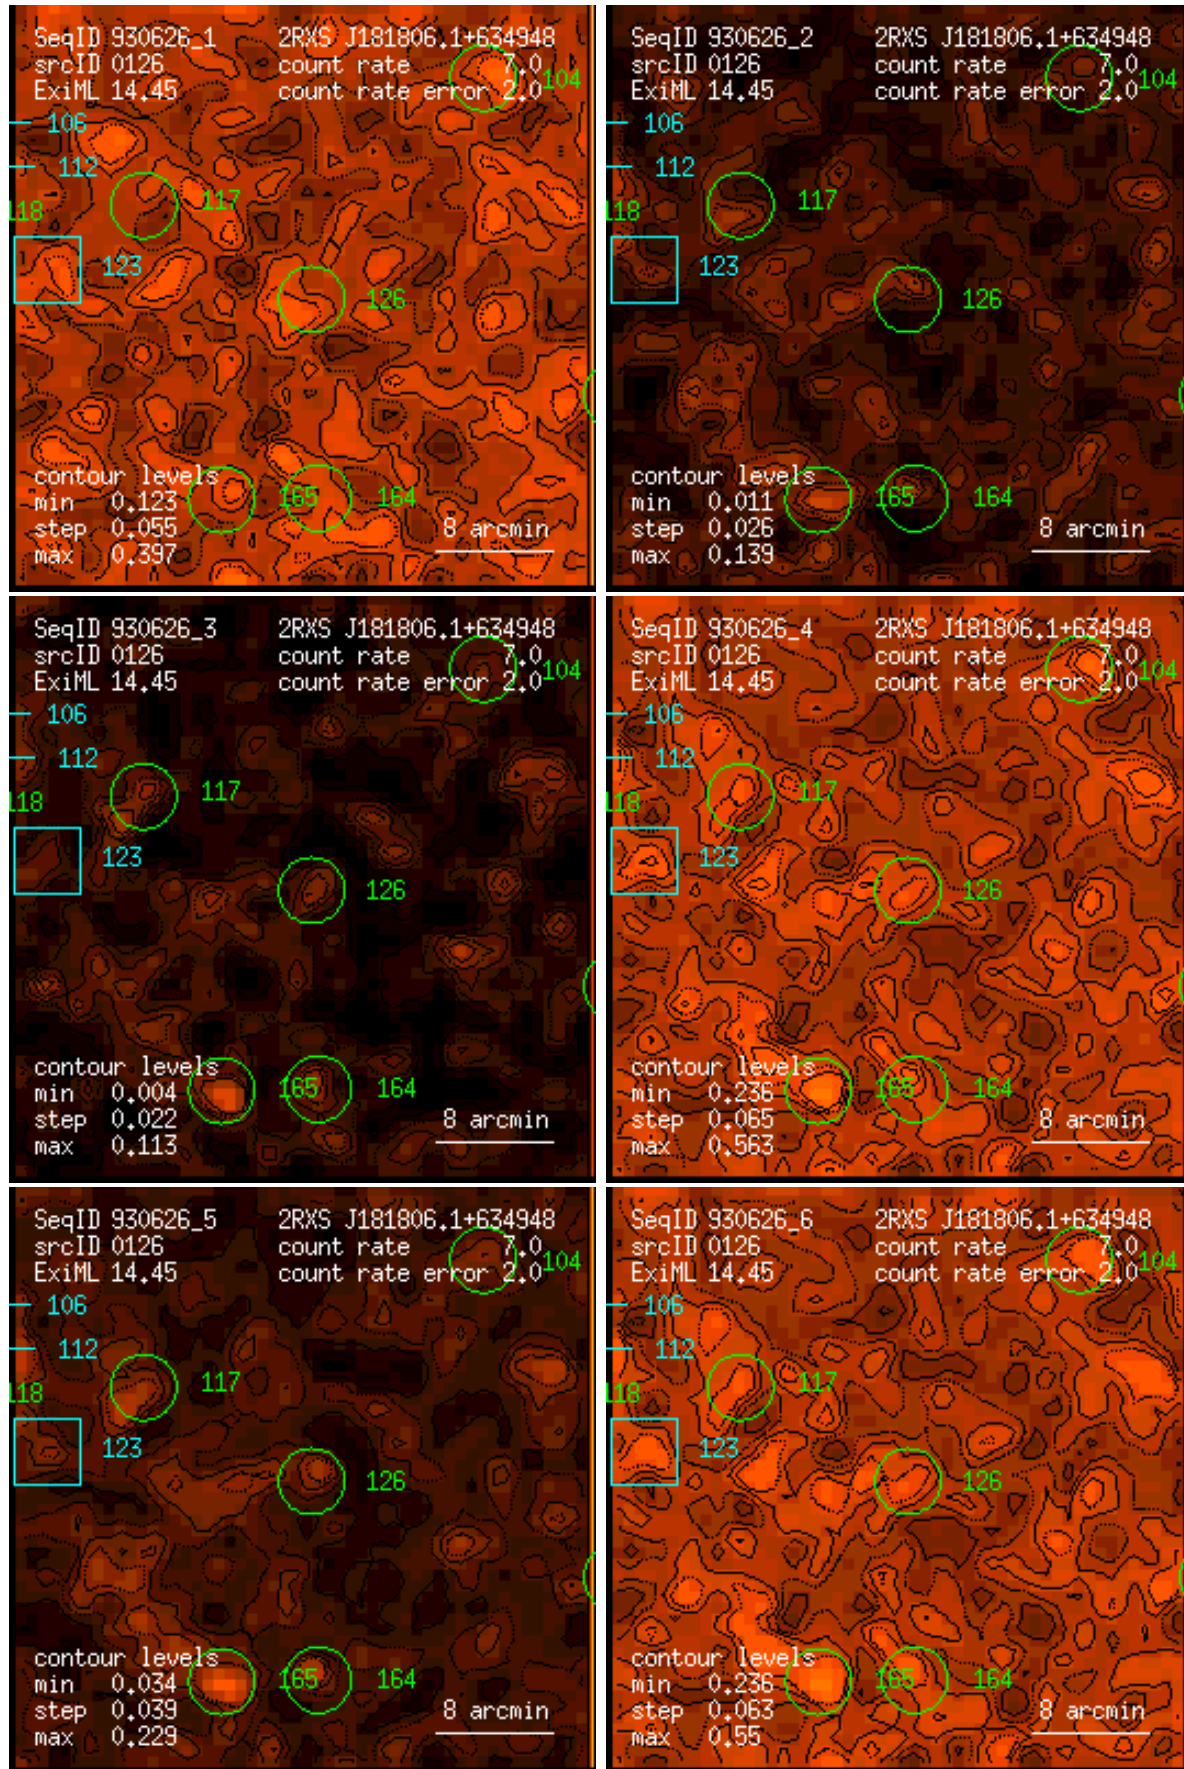 SeqID 930626_1 2RXS J181806.1+634948
srcID 0126 count rate 7.0
ExiML 14.45 count rate error 2.0
104
106
112
117
118
123
126
contour levels
min 0.123 165 164
step 0.055 8 arcmin
max 0.397
SeqID 930626_2 2RXS J181806.1+634948
srcID 0126 count rate 7.0
ExiML 14.45 count rate error 2.0
104
106
112
117
118
123
126
contour levels
min 0.011 165 164
step 0.026 8 arcmin
max 0.139
SeqID 930626_3 2RXS J181806.1+634948
srcID 0126 count rate 7.0
ExiML 14.45 count rate error 2.0
104
106
112
117
118
123
126
contour levels
min 0.004 165 164
step 0.022 8 arcmin
max 0.113
SeqID 930626_4 2RXS J181806.1+634948
srcID 0126 count rate 7.0
ExiML 14.45 count rate error 2.0
104
106
112
117
118
123
126
contour levels
min 0.236 165 164
step 0.065 8 arcmin
max 0.563
SeqID 930626_5 2RXS J181806.1+634948
srcID 0126 count rate 7.0
ExiML 14.45 count rate error 2.0
104
106
112
117
118
123
126
contour levels
min 0.034 165 164
step 0.039 8 arcmin
max 0.229
SeqID 930626_6 2RXS J181806.1+634948
srcID 0126 count rate 7.0
ExiML 14.45 count rate error 2.0
104
106
112
117
118
123
126
contour levels
min 0.236 165 164
step 0.063 8 arcmin
max 0.55